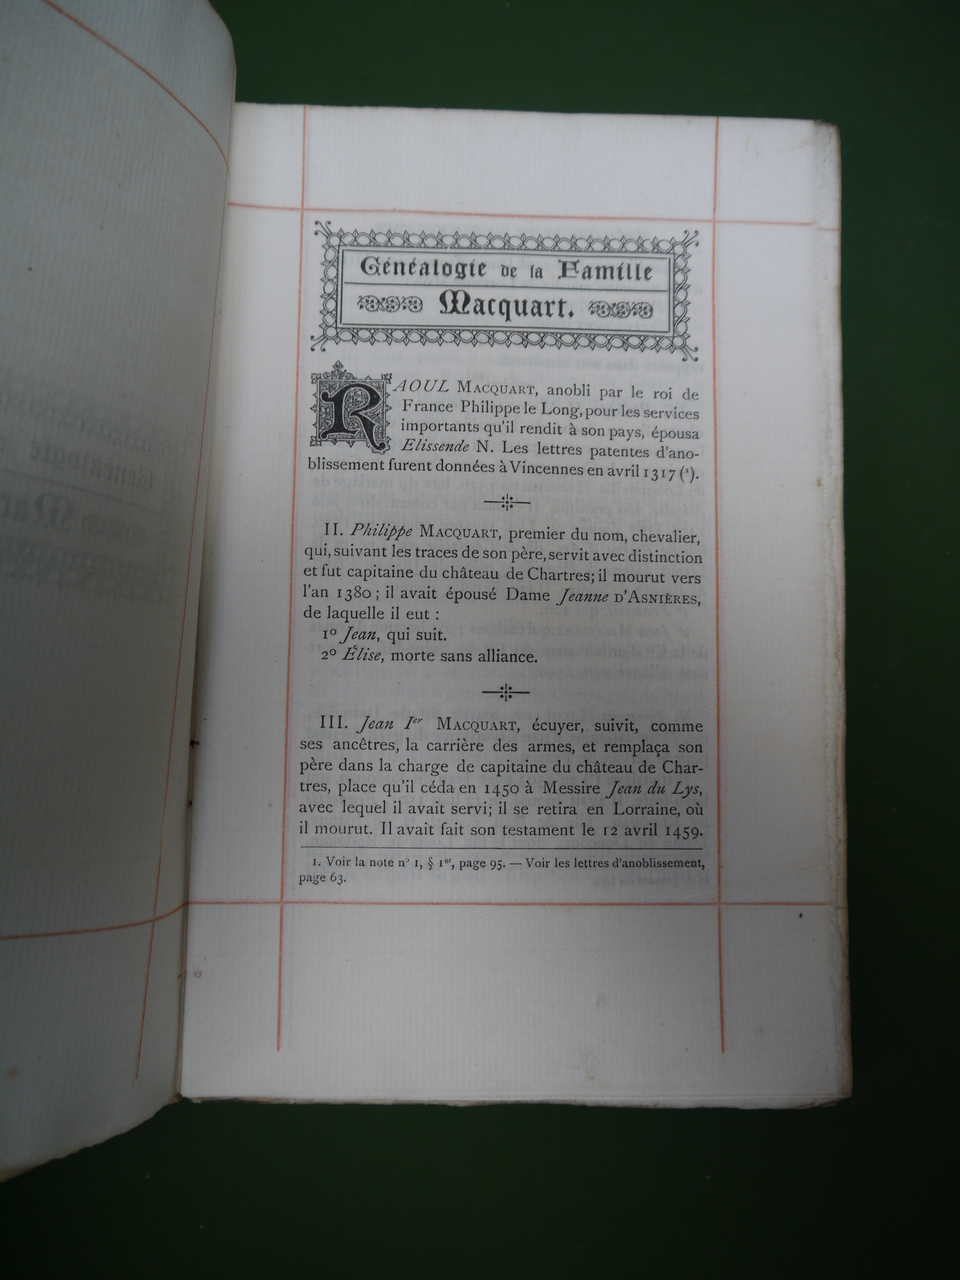 Généalogie de la Famille
Macquart.
RAOUL MACQUART, anobli par le roi de
France Philippe le Long, pour les services
importants qu'il rendit à son pays, épousa
Elissende N. Les lettres patentes d'ano-
blissement furent données à Vincennes en avril 1317 (¹).
II. Philippe MACQUART, premier du nom, chevalier,
qui, suivant les traces de son père, servit avec distinction
et fut capitaine du château de Chartres; il mourut vers
l'an 1380; il avait épousé Dame Jeanne D'ASNIÈRES,
de laquelle il eut :
1º Jean, qui suit.
2º Élise, morte sans alliance.
III. Jean Iᵉʳ MACQUART, écuyer, suivit, comme
ses ancêtres, la carrière des armes, et remplaça son
père dans la charge de capitaine du château de Char-
tres, place qu'il céda en 1450 à Messire Jean du Lys,
avec lequel il avait servi; il se retira en Lorraine, où
il mourut. Il avait fait son testament le 12 avril 1459.
1. Voir la note n° 1, § 1ᵉʳ, page 95. — Voir les lettres d'anoblissement,
page 63.